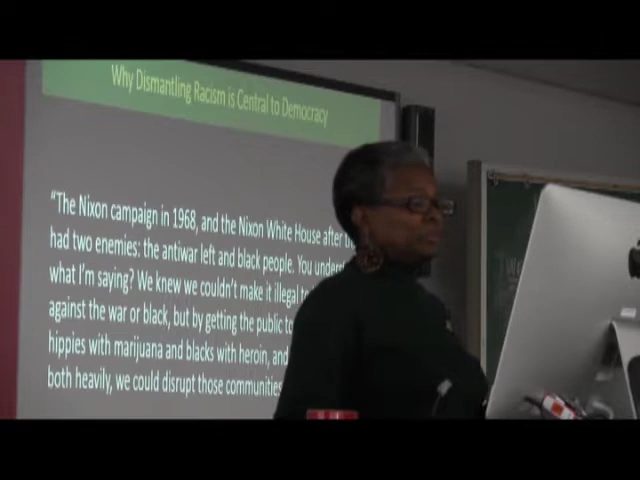 Why Dismantling Racism is Central to Democracy
“The Nixon campaign in 1968, and the Nixon White House after
had two enemies: the antiwar left and black people. You
what I’m saying? We knew we couldn’t make it illegal
against the war or black, but by getting the public to
hippies with marijuana and blacks with heroin, and
both heavily, we could disrupt those communities